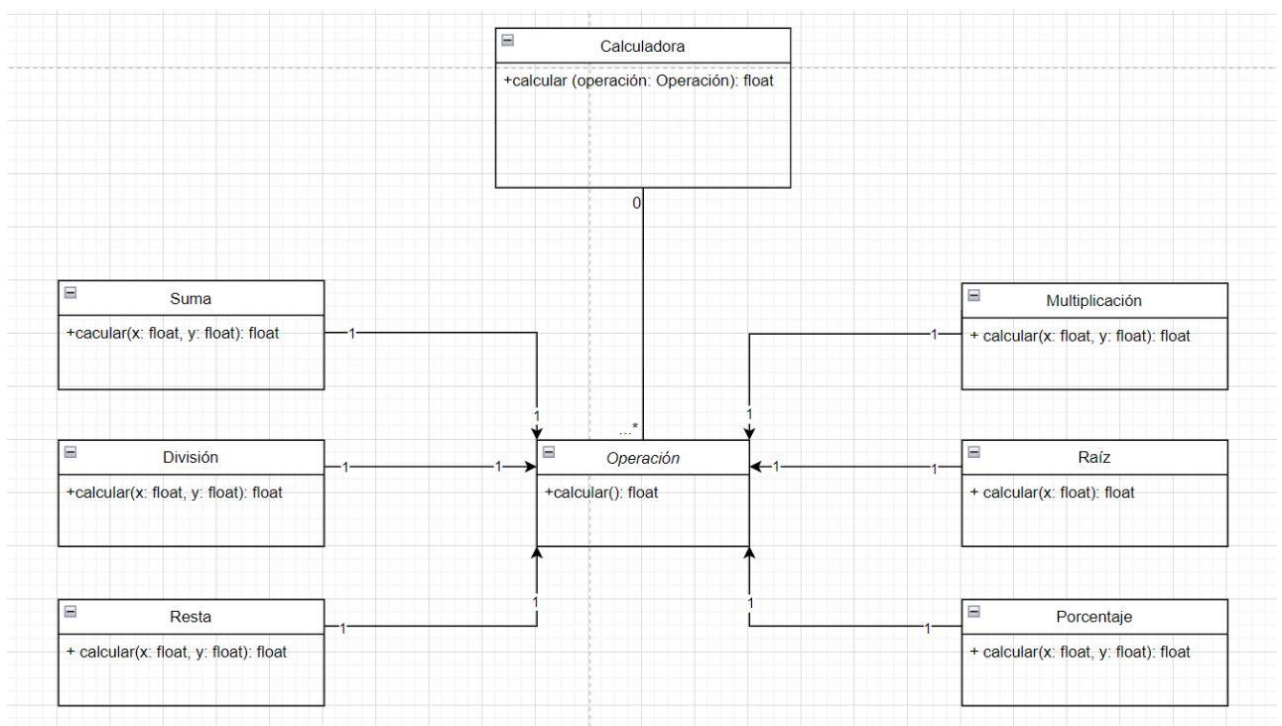 Calculadora
+calcular (operación: Operación): float
0
Suma
+cacular(x: float, y: float): float
1
1
Multiplicación
+ calcular(x: float, y: float): float
1
1
...*
División
+calcular(x: float, y: float): float
1
1
Operación
+calcular(): float
Raíz
+ calcular(x: float): float
1
1
Resta
+ calcular(x: float, y: float): float
1
1
Porcentaje
+ calcular(x: float, y: float): float
1
1